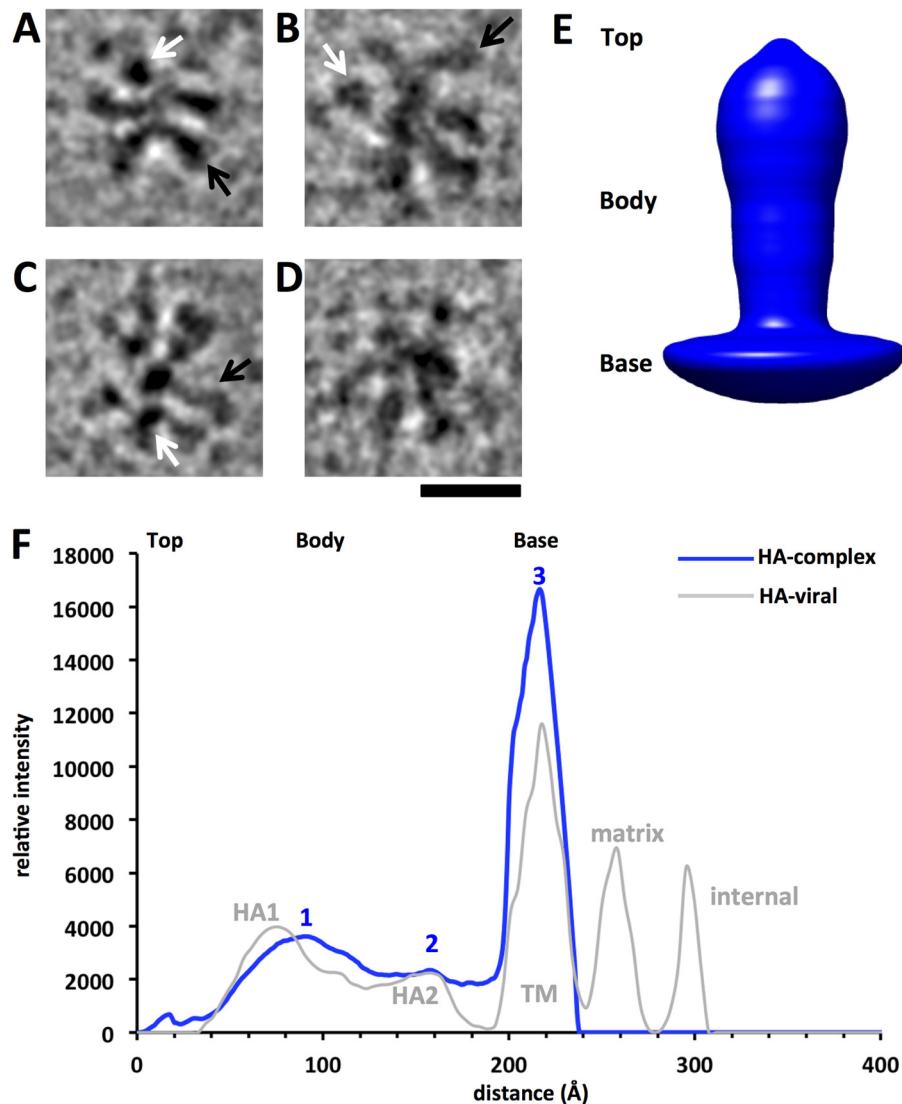 A
B
E
Top
Body
Base
C
D
F
Top Body Base
HA-complex
HA-viral
18000
16000
14000
12000
10000
8000
6000
4000
2000
0
relative intensity
3
matrix
internal
HA1
1
2
HA2
TM
0 100 200 300 400
distance (Å)